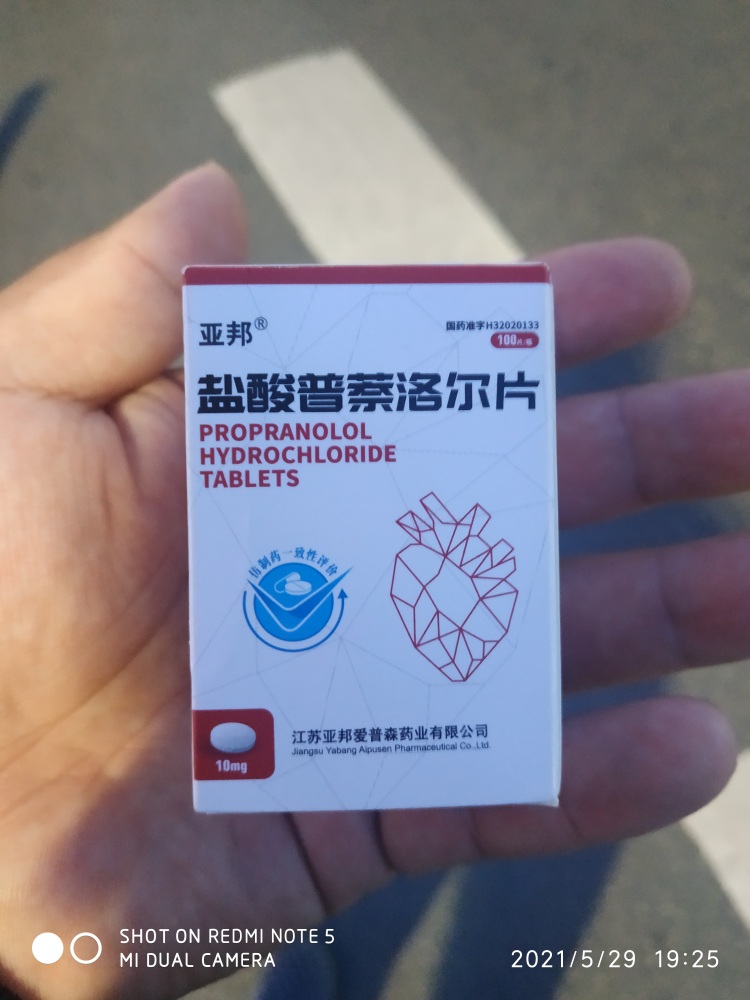 亚邦®
国药准字H32020133
100片/瓶
盐酸普萘洛尔片
PROPRANOLOL
HYDROCHLORIDE
TABLETS
仿制药一致性评价
江苏亚邦爱普森药业有限公司
Jiangsu Yabang Aipusen Pharmaceutical Co.,Ltd.
10mg
SHOT ON REDMI NOTE 5
MI DUAL CAMERA
2021/5/29 19:25